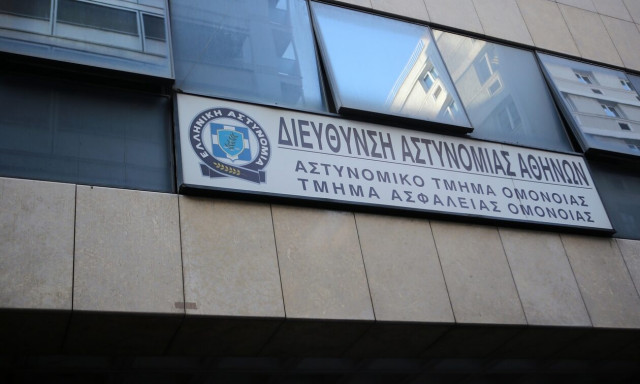 ΕΛΛΗΝΙΚΗ ΑΣΤΥΝΟΜΙΑ
ΔΙΕΥΘΥΝΣΗ ΑΣΤΥΝΟΜΙΑΣ ΑΘΗΝΩΝ
ΑΣΤΥΝΟΜΙΚΟ ΤΜΗΜΑ ΟΜΟΝΟΙΑΣ
ΤΜΗΜΑ ΑΣΦΑΛΕΙΑΣ ΟΜΟΝΟΙΑΣ